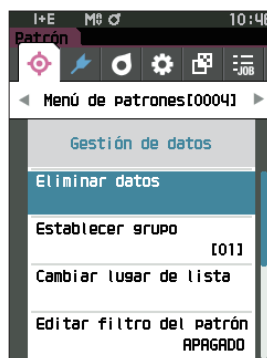 I+E M 10:46
Patrón
JOB
Menú de patrones[0004]
Gestión de datos
Eliminar datos
Establecer grupo
[01]
Cambiar lugar de lista
Editar filtro del patrón
APAGADO